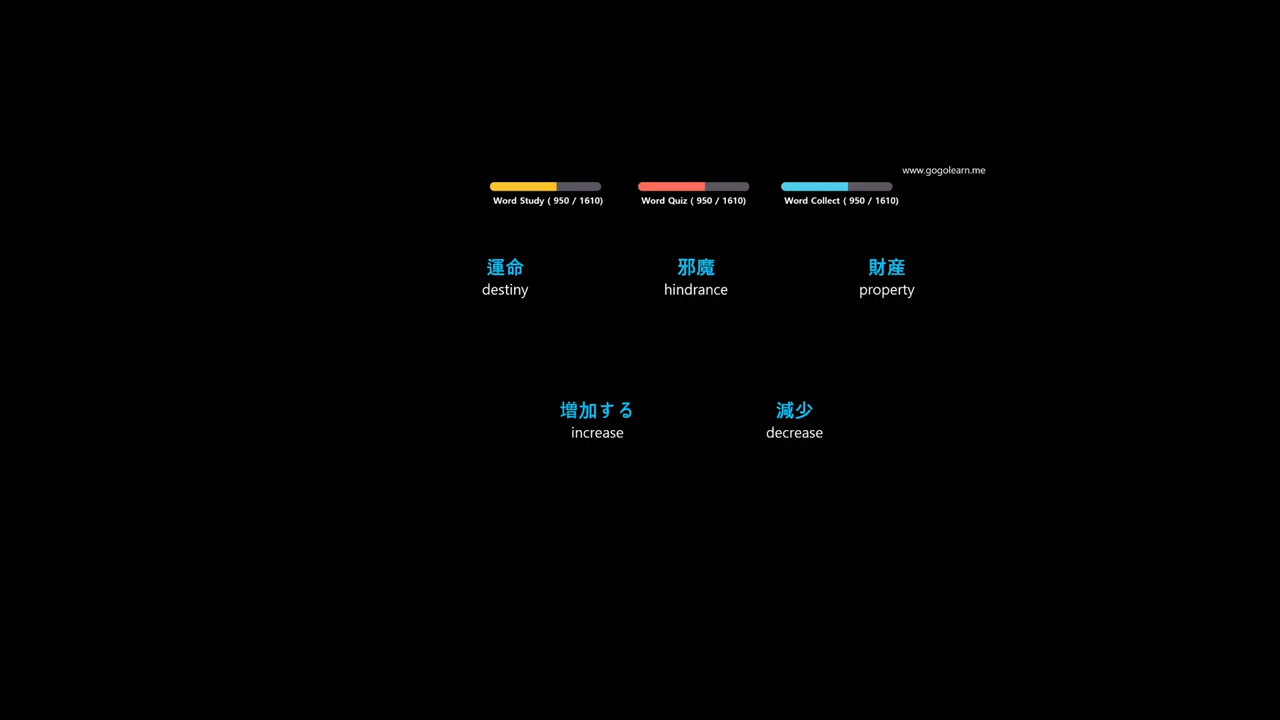 www.gogolearn.me
Word Study ( 950 / 1610)
Word Quiz ( 950 / 1610)
Word Collect ( 950 / 1610)
運命
destiny
邪魔
hindrance
財産
property
増加する
increase
減少
decrease